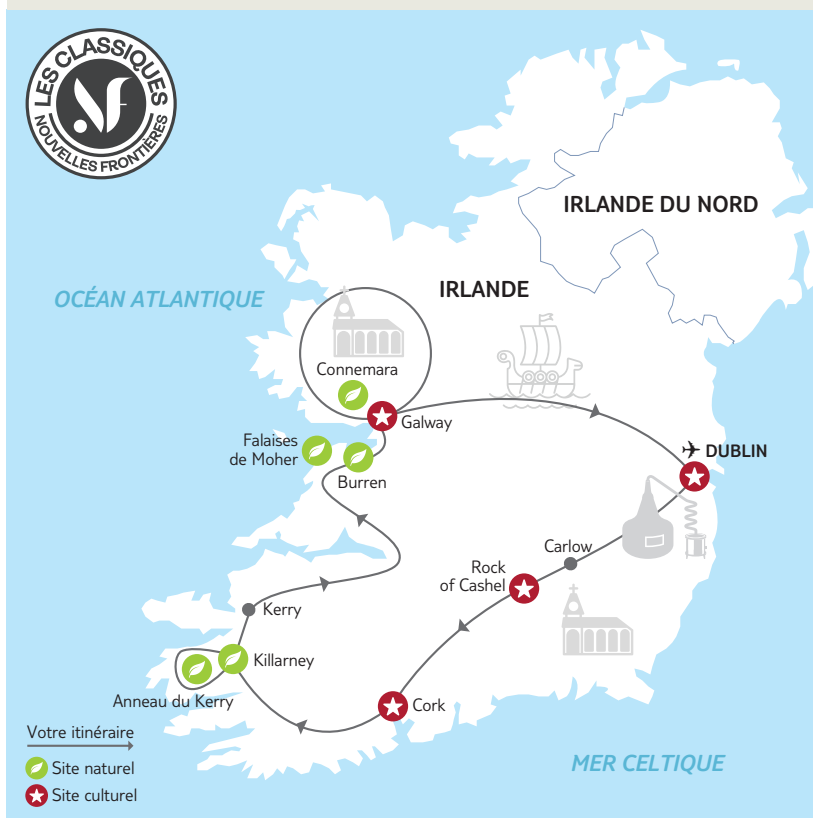 LES CLASSIQUES
NOUVELLES FRONTIÈRES
IRLANDE DU NORD
OCÉAN ATLANTIQUE
IRLANDE
Connemara
Galway
Falaises
de Moher
Burren
DUBLIN
Carlow
Rock
of Cashel
Kerry
Killarney
Anneau du Kerry
Cork
Votre itinéraire
Site naturel
Site culturel
MER CELTIQUE